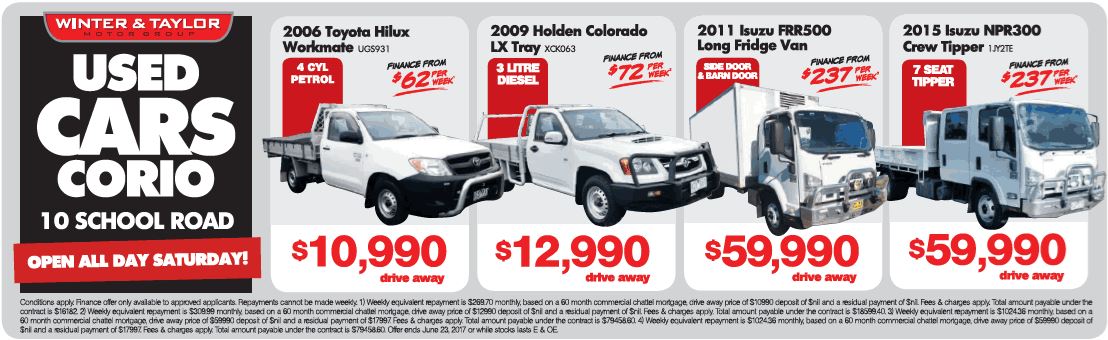 WINTER & TAYLOR
MOTOR GROUP
USED
CARS
CORIO
10 SCHOOL ROAD
OPEN ALL DAY SATURDAY!
2006 Toyota Hilux
Workmate UGS931
4 CYL
PETROL
FINANCE FROM
$62 PER WEEK*
$10,990
drive away
2009 Holden Colorado
LX Tray XCK063
3 LITRE
DIESEL
FINANCE FROM
$72 PER WEEK*
$12,990
drive away
2011 Isuzu FRR500
Long Fridge Van
SIDE DOOR
& BARN DOOR
FINANCE FROM
$237 PER WEEK*
$59,990
drive away
2015 Isuzu NPR300
Crew Tipper 1JY2TE
7 SEAT
TIPPER
FINANCE FROM
$237 PER WEEK*
$59,990
drive away
Conditions apply. Finance offer only available to approved applicants. Repayments cannot be made weekly. 1) Weekly equivalent repayment is $269.70 monthly, based on a 60 month commercial chattel mortgage, drive away price of $10990 deposit of $nil and a residual payment of $nil. Fees & charges apply. Total amount payable under the
contract is $16182. 2) Weekly equivalent repayment is $309.99 monthly, based on a 60 month commercial chattel mortgage, drive away price of $12990 deposit of $nil and a residual payment of $nil. Fees & charges apply. Total amount payable under the contract is $18599.40. 3) Weekly equivalent repayment is $1024.36 monthly, based on a
60 month commercial chattel mortgage, drive away price of $59990 deposit of $nil and a residual payment of $17997. Fees & charges apply. Total amount payable under the contract is $79458.60. 4) Weekly equivalent repayment is $1024.36 monthly, based on a 60 month commercial chattel mortgage, drive away price of $59990 deposit of
$nil and a residual payment of $17997. Fees & charges apply. Total amount payable under the contract is $79458.60. Offer ends June 23, 2017 or while stocks lasts E & OE.